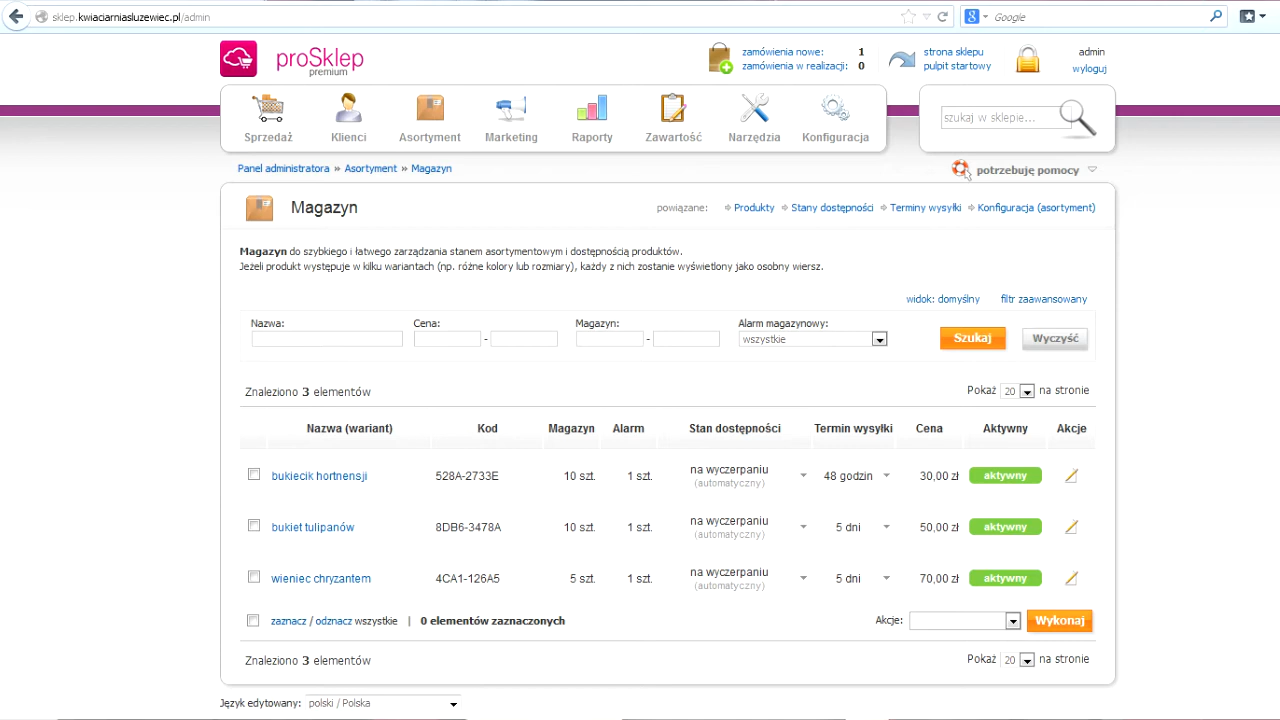 sklep.kwiaciarniasluzewiec.pl/admin
Google
proSklep
premium
zamówienia nowe: 1
zamówienia w realizacji: 0
strona sklepu
pulpit startowy
admin
wyloguj
Sprzedaż Klienci Asortyment Marketing Raporty Zawartość Narzędzia Konfiguracja
szukaj w sklepie...
Panel administratora » Asortyment » Magazyn
potrzebuję pomocy
Magazyn
powiązane: Produkty Stany dostępności Terminy wysyłki Konfiguracja (asortyment)
Magazyn do szybkiego i łatwego zarządzania stanem asortymentowym i dostępnością produktów.
Jeżeli produkt występuje w kilku wariantach (np. różne kolory lub rozmiary), każdy z nich zostanie wyświetlony jako osobny wiersz.
widok: domyślny filtr zaawansowany
Nazwa: Cena: Magazyn: Alarm magazynowy:
- - wszystkie Szukaj Wyczyść
Znaleziono 3 elementów Pokaż 20 na stronie
Nazwa (wariant) Kod Magazyn Alarm Stan dostępności Termin wysyłki Cena Aktywny Akcje
bukiecik hortnensji 528A-2733E 10 szt. 1 szt. na wyczerpaniu (automatyczny) 48 godzin 30,00 zł aktywny
bukiet tulipanów 8DB6-3478A 10 szt. 1 szt. na wyczerpaniu (automatyczny) 5 dni 50,00 zł aktywny
wieniec chryzantem 4CA1-126A5 5 szt. 1 szt. na wyczerpaniu (automatyczny) 5 dni 70,00 zł aktywny
zaznacz / odznacz wszystkie | 0 elementów zaznaczonych Akcje: Wykonaj
Znaleziono 3 elementów Pokaż 20 na stronie
Język edytowany: polski / Polska